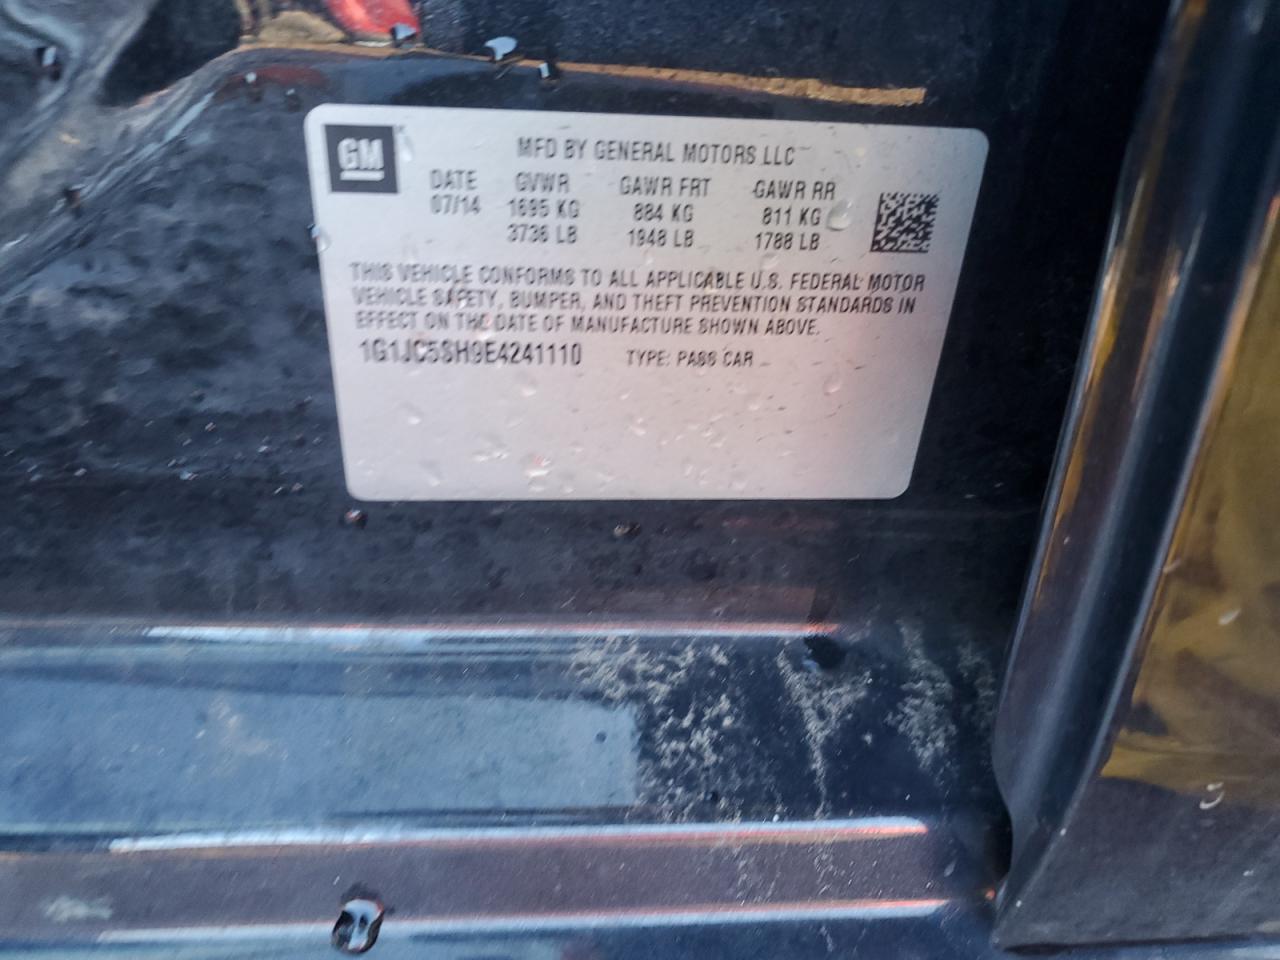 GM
MFD BY GENERAL MOTORS LLC
DATE GVWR GAWR FRT GAWR RR
07/14 1695 KG 884 KG 811 KG
3736 LB 1948 LB 1788 LB
THIS VEHICLE CONFORMS TO ALL APPLICABLE U.S. FEDERAL MOTOR
VEHICLE SAFETY, BUMPER, AND THEFT PREVENTION STANDARDS IN
EFFECT ON THE DATE OF MANUFACTURE SHOWN ABOVE.
1G1JC5SH9E4241110 TYPE: PASS CAR